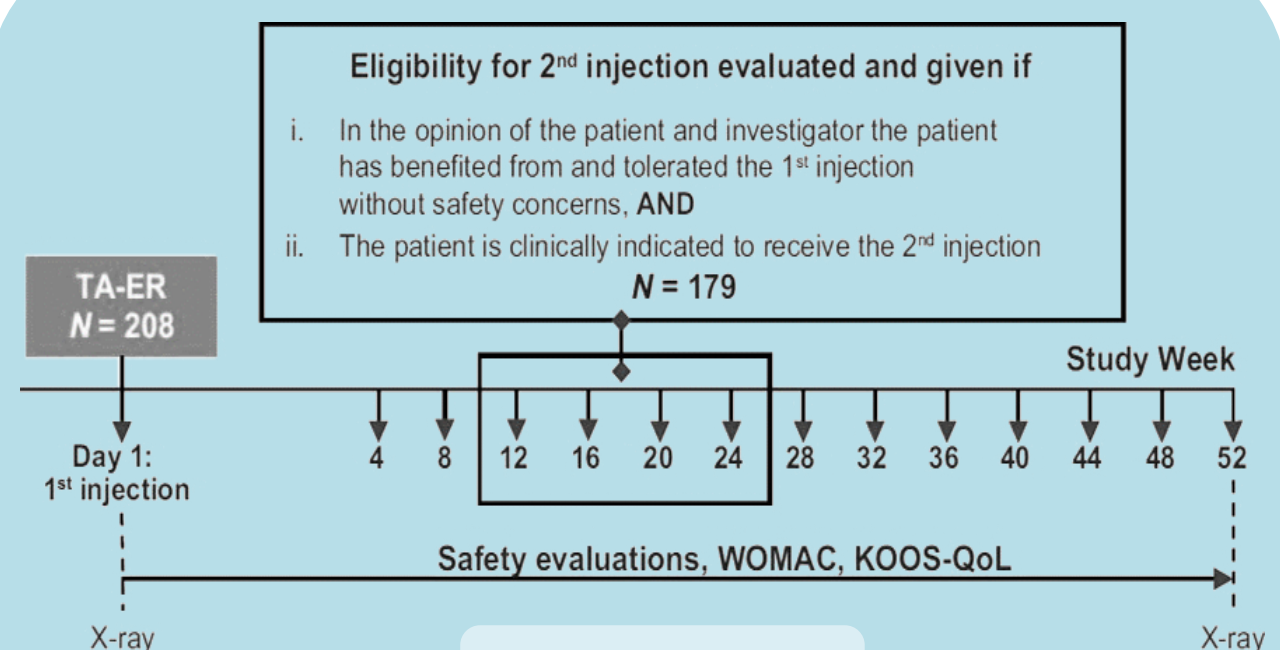 Eligibility for 2nd injection evaluated and given if
i. In the opinion of the patient and investigator the patient
has benefited from and tolerated the 1st injection
without safety concerns, AND
ii. The patient is clinically indicated to receive the 2nd injection
N = 179
TA-ER
N = 208
Study Week
4 8 12 16 20 24 28 32 36 40 44 48 52
Day 1:
1st injection
Safety evaluations, WOMAC, KOOS-QoL
X-ray X-ray